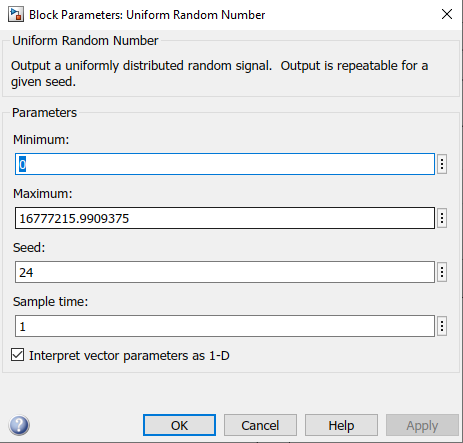 Block Parameters: Uniform Random Number
Uniform Random Number
Output a uniformly distributed random signal.  Output is repeatable for a
given seed.
Parameters
Minimum:
0
Maximum:
16777215.9909375
Seed:
24
Sample time:
1
Interpret vector parameters as 1-D
OK Cancel Help Apply